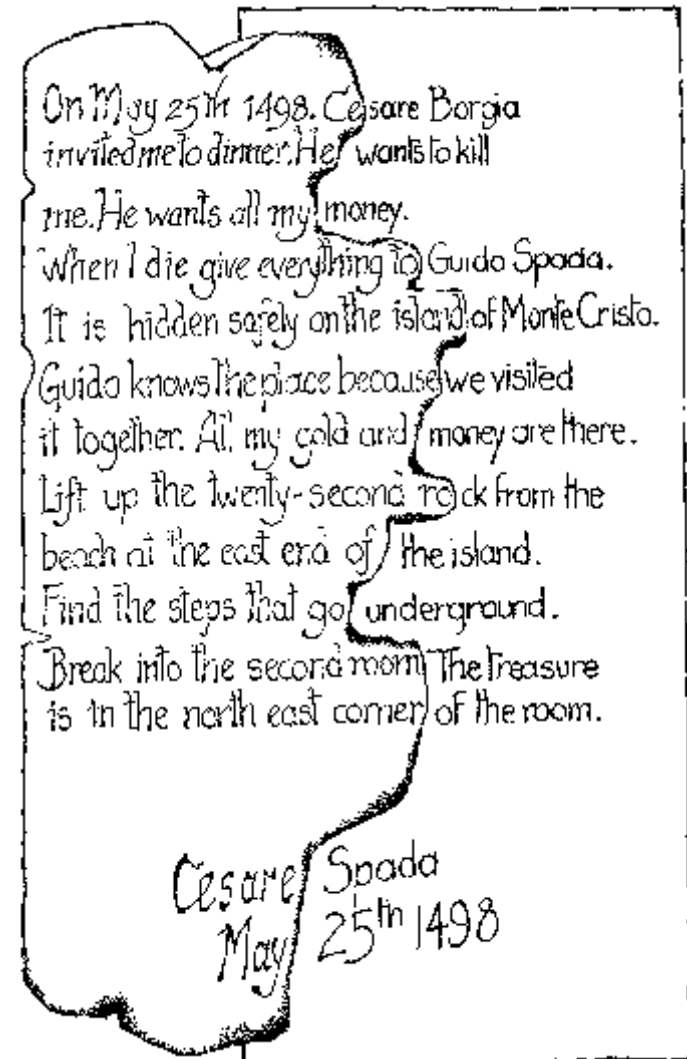 On May 25th 1498. Cesare Borgia
invited me to dinner. He wants to kill
me. He wants all my money.
When I die give everything to Guido Spada.
It is hidden safely on the island of Monte Cristo.
Guido knows the place because we visited
it together. All my gold and money are there.
Lift up the twenty-second rock from the
beach at the east end of the island.
Find the steps that go underground.
Break into the second room The treasure
is in the north east corner of the room.
Cesare Spada
May 25th 1498